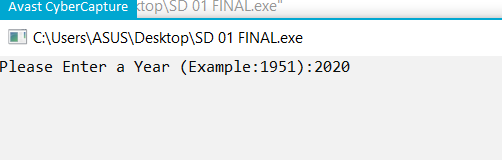 Avast CyberCapture ktop\SD 01 FINAL.exe"
C:\Users\ASUS\Desktop\SD 01 FINAL.exe
Please Enter a Year (Example:1951):2020